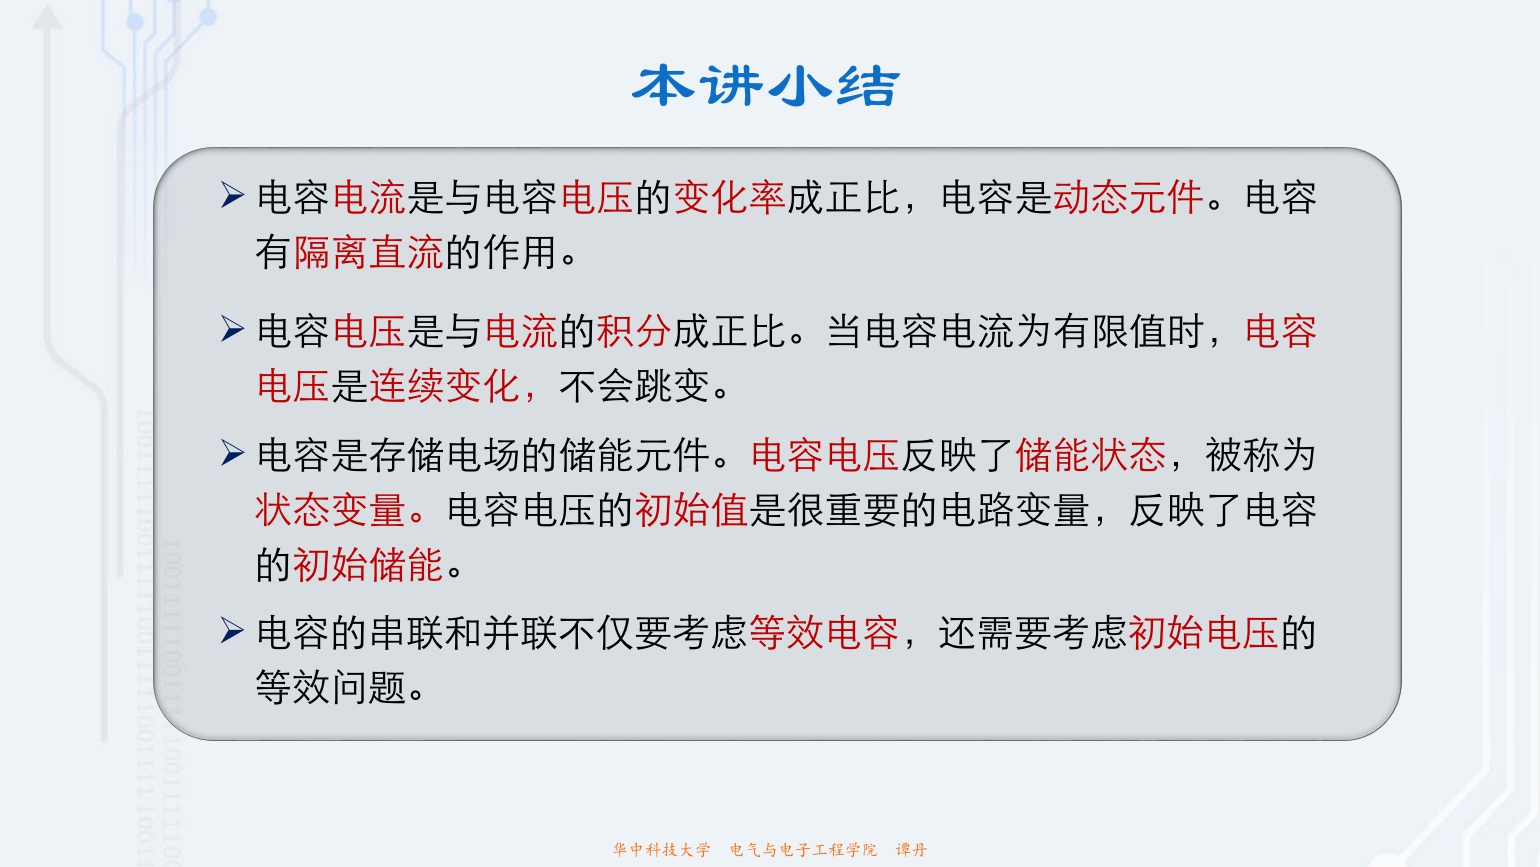 本讲小结
电容电流是与电容电压的变化率成正比，电容是动态元件。电容
有隔离直流的作用。
电容电压是与电流的积分成正比。当电容电流为有限值时，电容
电压是连续变化，不会跳变。
电容是存储电场的储能元件。电容电压反映了储能状态，被称为
状态变量。电容电压的初始值是很重要的电路变量，反映了电容
的初始储能。
电容的串联和并联不仅要考虑等效电容，还需要考虑初始电压的
等效问题。
华中科技大学 电气与电子工程学院 谭丹